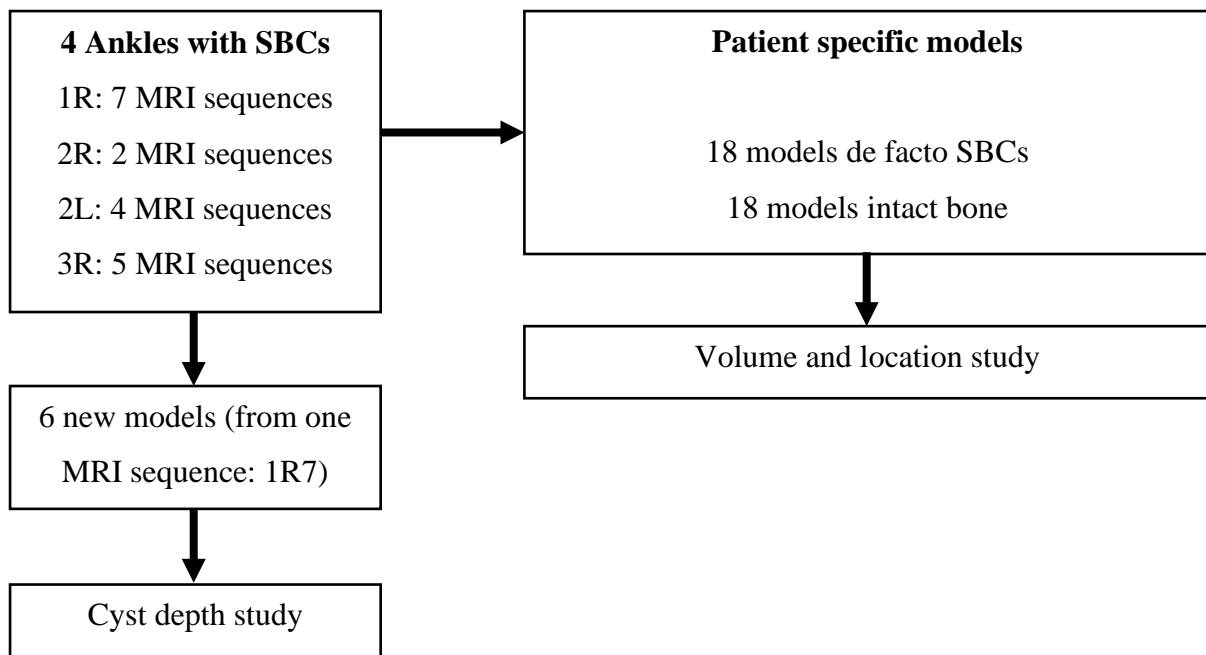 4 Ankles with SBCs
1R: 7 MRI sequences
2R: 2 MRI sequences
2L: 4 MRI sequences
3R: 5 MRI sequences
Patient specific models
18 models de facto SBCs
18 models intact bone
Volume and location study
6 new models (from one
MRI sequence: 1R7)
Cyst depth study